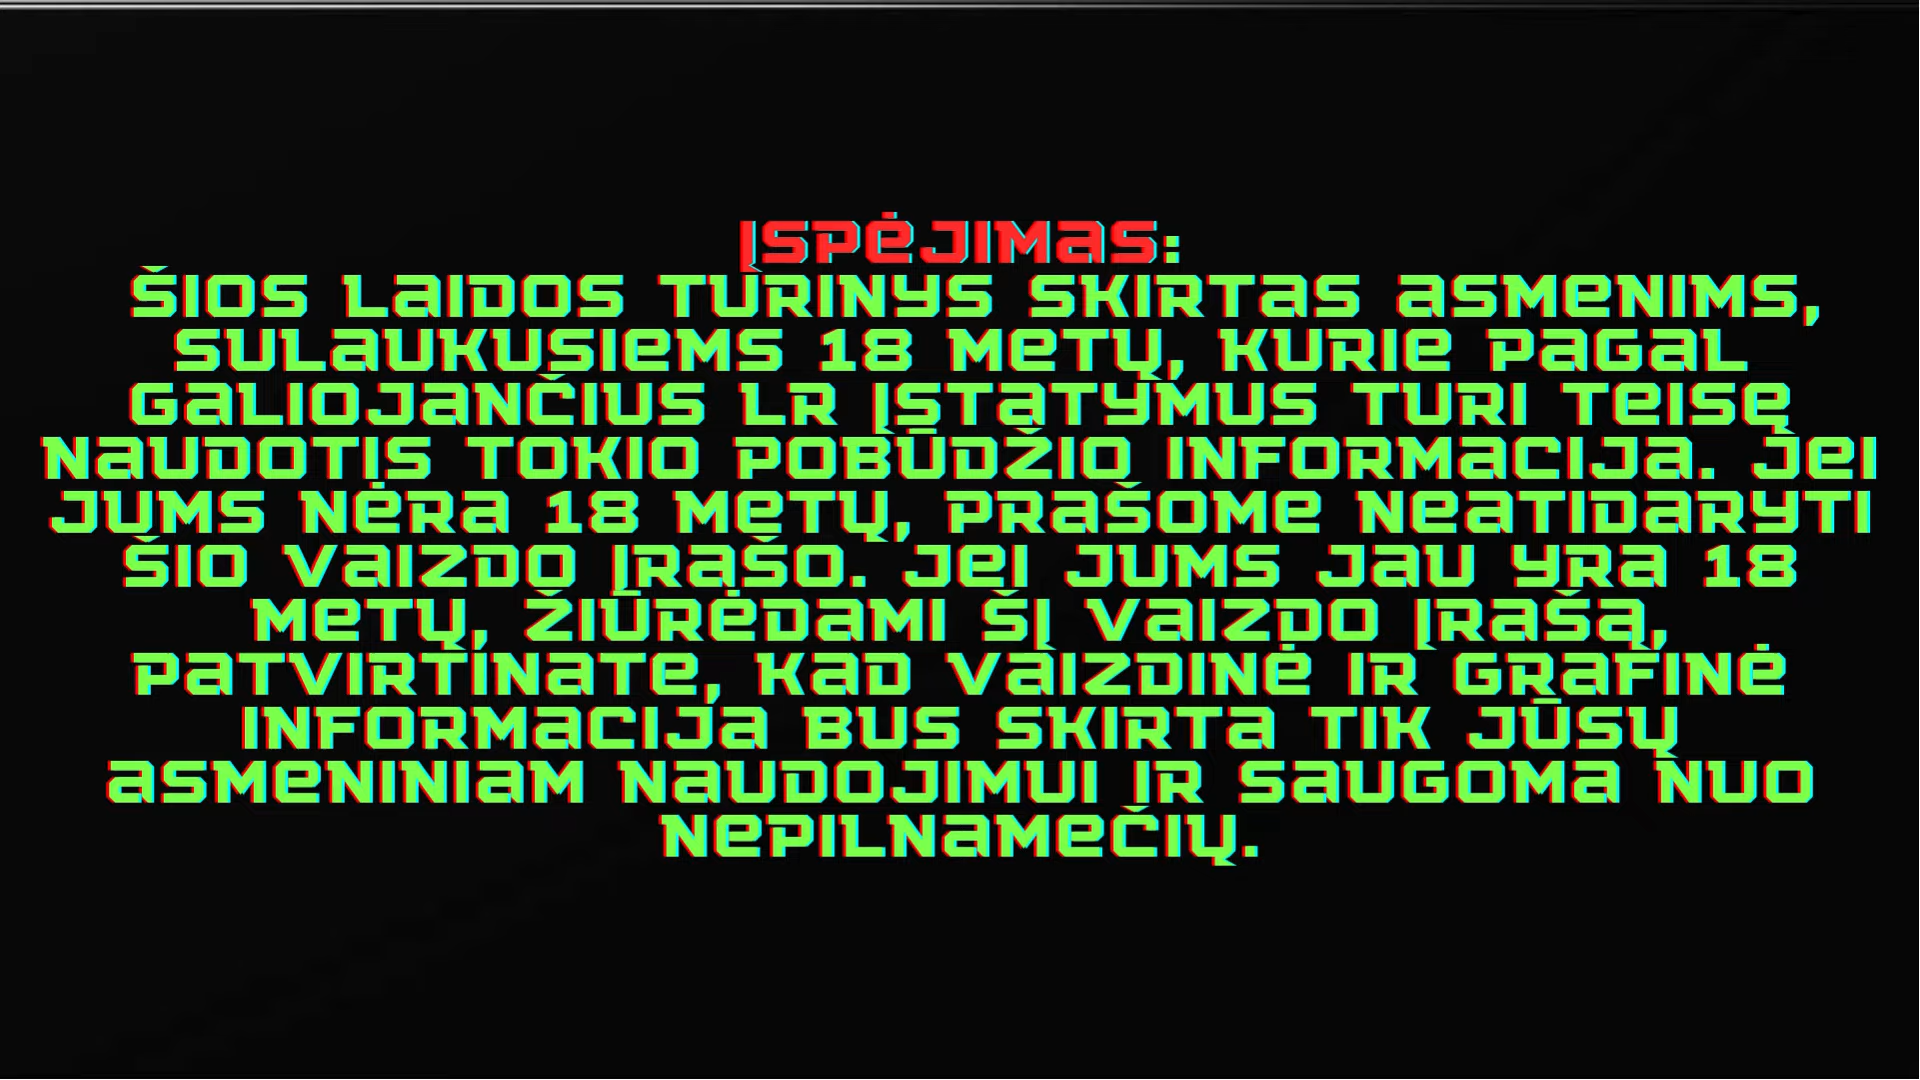 ĮSPĖJIMAS:
ŠIOS LAIDOS TURINYS SKIRTAS ASMENIMS,
SULAUKUSIEMS 18 METŲ, KURIE PAGAL
GALIOJANČIUS LR ĮSTATYMUS TURI TEISĘ
NAUDOTIS TOKIO POBŪDŽIO INFORMACIJA. JEI
JUMS NĖRA 18 METŲ, PRAŠOME NEATIDARYTI
ŠIO VAIZDO ĮRAŠO. JEI JUMS JAU YRA 18
METŲ, ŽIŪRĖDAMI ŠĮ VAIZDO ĮRAŠĄ,
PATVIRTINATE, KAD VAIZDINĖ IR GRAFINĖ
INFORMACIJA BUS SKIRTA TIK JŪSŲ
ASMENINIAM NAUDOJIMUI IR SAUGOMA NUO
NEPILNAMEČIŲ.